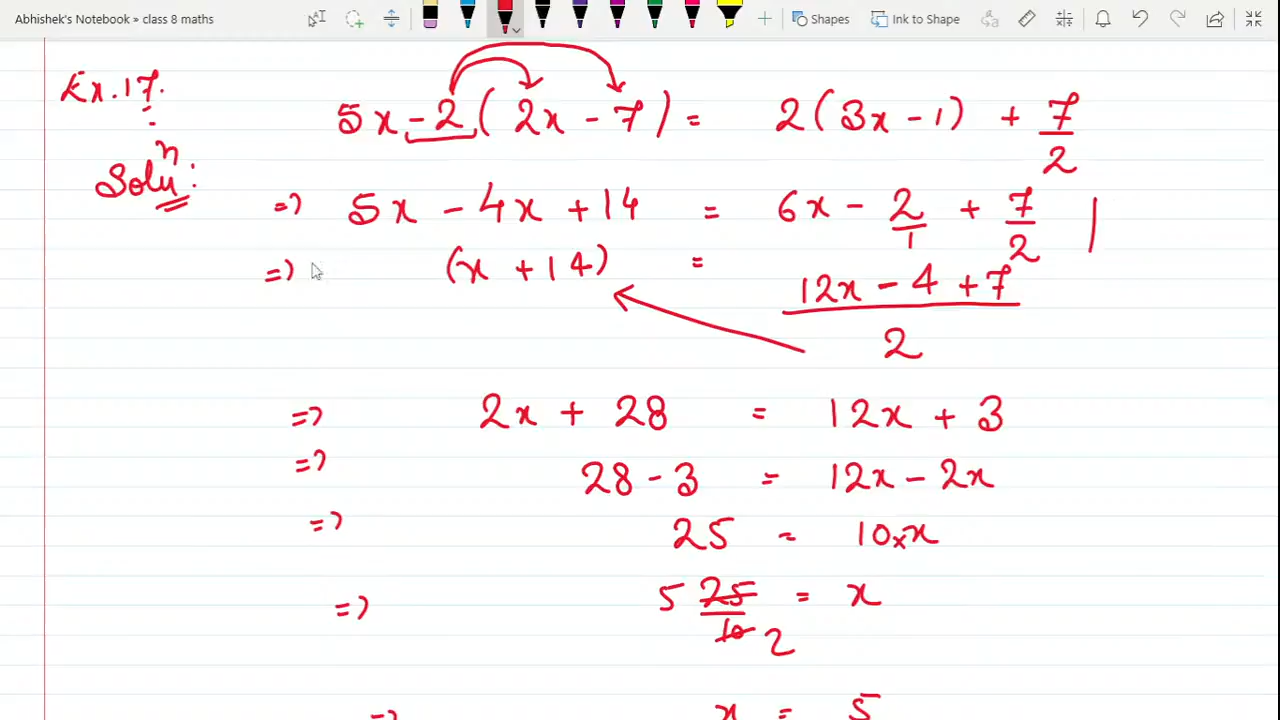 Abhishek's Notebook » class 8 maths
Shapes
Ink to Shape
Ex.17.
5x - 2(2x - 7) = 2(3x - 1) + 7/2
Solun:
=> 5x - 4x + 14 = 6x - 2/1 + 7/2
=> (x + 14) = (12x - 4 + 7)/2
=> 2x + 28 = 12x + 3
=> 28 - 3 = 12x - 2x
=> 25 = 10×x
=> 5 25/10 2 = x
=> x = 5